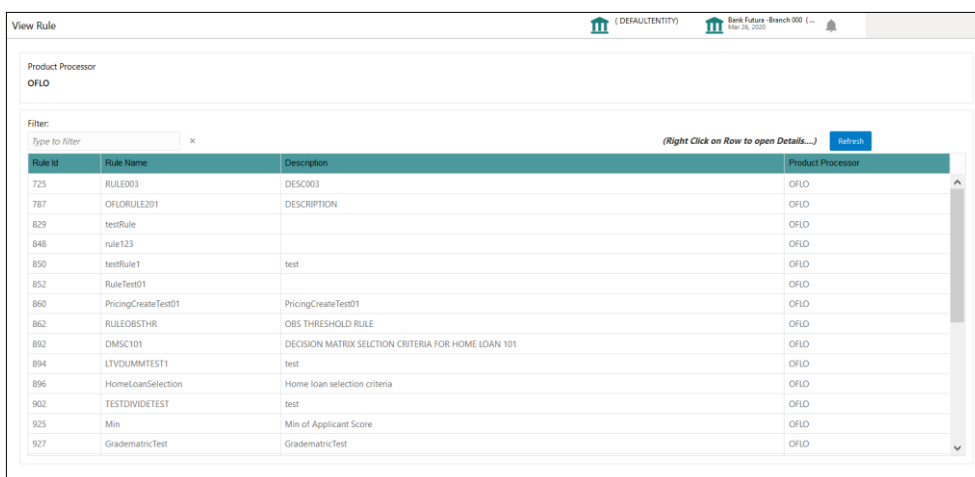 View Rule
( DEFAULTENTITY)
Bank Futura -Branch 000 ( ...
Mar 26, 2020
Product Processor
OFLO
Filter:
Type to filter ×
(Right Click on Row to open Details....) Refresh
Rule Id Rule Name Description Product Processor
725 RULE003 DESC003 OFLO
787 OFLORULE201 DESCRIPTION OFLO
829 testRule OFLO
848 rule123 OFLO
850 testRule1 test OFLO
852 RuleTest01 OFLO
860 PricingCreateTest01 PricingCreateTest01 OFLO
862 RULEOBSTHR OBS THRESHOLD RULE OFLO
892 DMSC101 DECISION MATRIX SELCTION CRITERIA FOR HOME LOAN 101 OFLO
894 LTVDUMMTEST1 test OFLO
896 HomeLoanSelection Home loan selection criteria OFLO
902 TESTDIVIDETEST test OFLO
925 Min Min of Applicant Score OFLO
927 GradematricTest GradematricTest OFLO